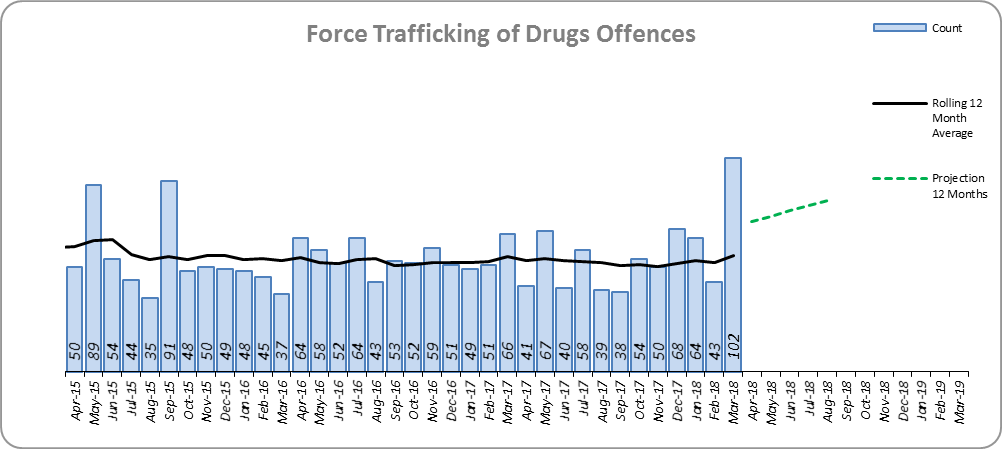 Force Trafficking of Drugs Offences
Count
Rolling 12
Month
Average
Projection
12 Months
50 89 54 44 35 91 48 50 49 48 45 37 64 58 52 64 43 53 52 59 51 49 51 66 41 67 40 58 39 38 54 50 68 64 43 102
Apr-15 May-15 Jun-15 Jul-15 Aug-15 Sep-15 Oct-15 Nov-15 Dec-15 Jan-16 Feb-16 Mar-16 Apr-16 May-16 Jun-16 Jul-16 Aug-16 Sep-16 Oct-16 Nov-16 Dec-16 Jan-17 Feb-17 Mar-17 Apr-17 May-17 Jun-17 Jul-17 Aug-17 Sep-17 Oct-17 Nov-17 Dec-17 Jan-18 Feb-18 Mar-18 Apr-18 May-18 Jun-18 Jul-18 Aug-18 Sep-18 Oct-18 Nov-18 Dec-18 Jan-19 Feb-19 Mar-19